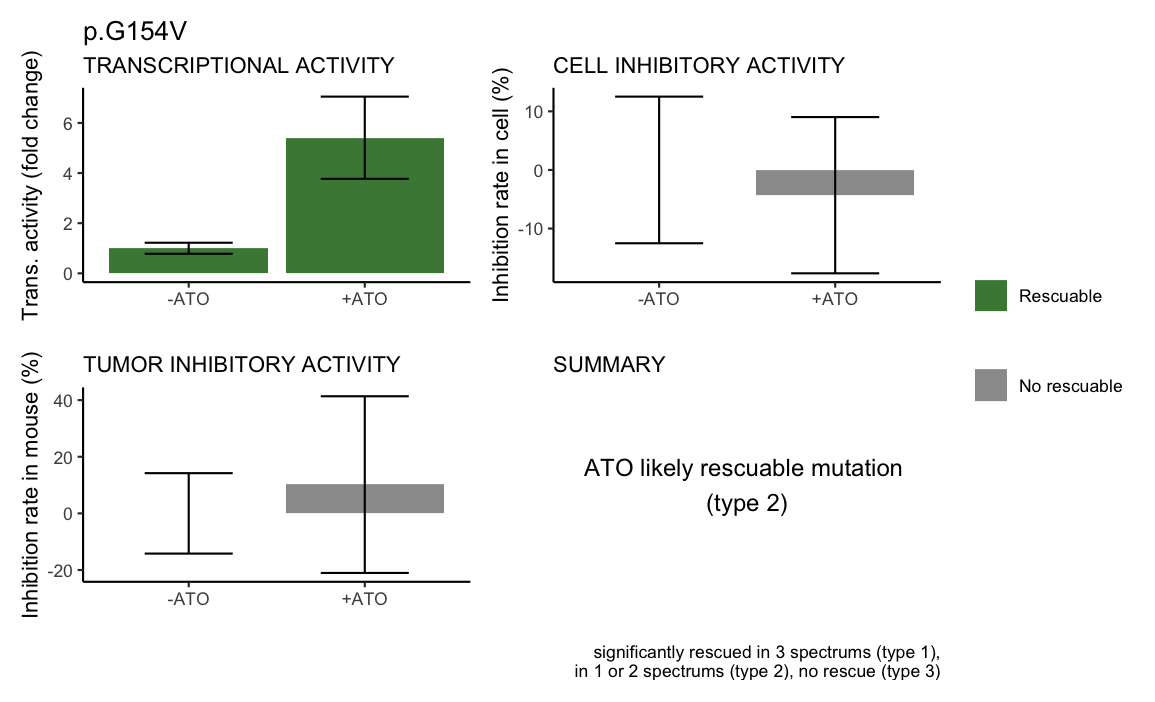 p.G154V
TRANSCRIPTIONAL ACTIVITY
Trans. activity (fold change)
6
4
2
0
-ATO
+ATO
CELL INHIBITORY ACTIVITY
Inhibition rate in cell (%)
10
0
-10
-ATO
+ATO
Rescuable
No rescuable
TUMOR INHIBITORY ACTIVITY
Inhibition rate in mouse (%)
40
20
0
-20
-ATO
+ATO
SUMMARY
ATO likely rescuable mutation
(type 2)
significantly rescued in 3 spectrums (type 1),
in 1 or 2 spectrums (type 2), no rescue (type 3)